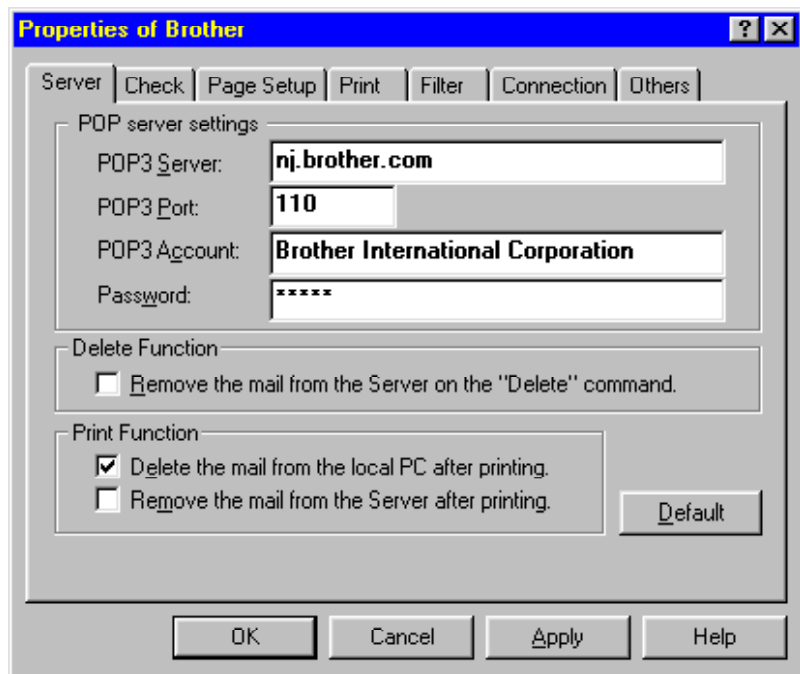 Properties of Brother
Server Check Page Setup Print Filter Connection Others
POP server settings
POP3 Server: nj.brother.com
POP3 Port: 110
POP3 Account: Brother International Corporation
Password: *****
Delete Function
Remove the mail from the Server on the "Delete" command.
Print Function
Delete the mail from the local PC after printing.
Remove the mail from the Server after printing.
Default
OK Cancel Apply Help